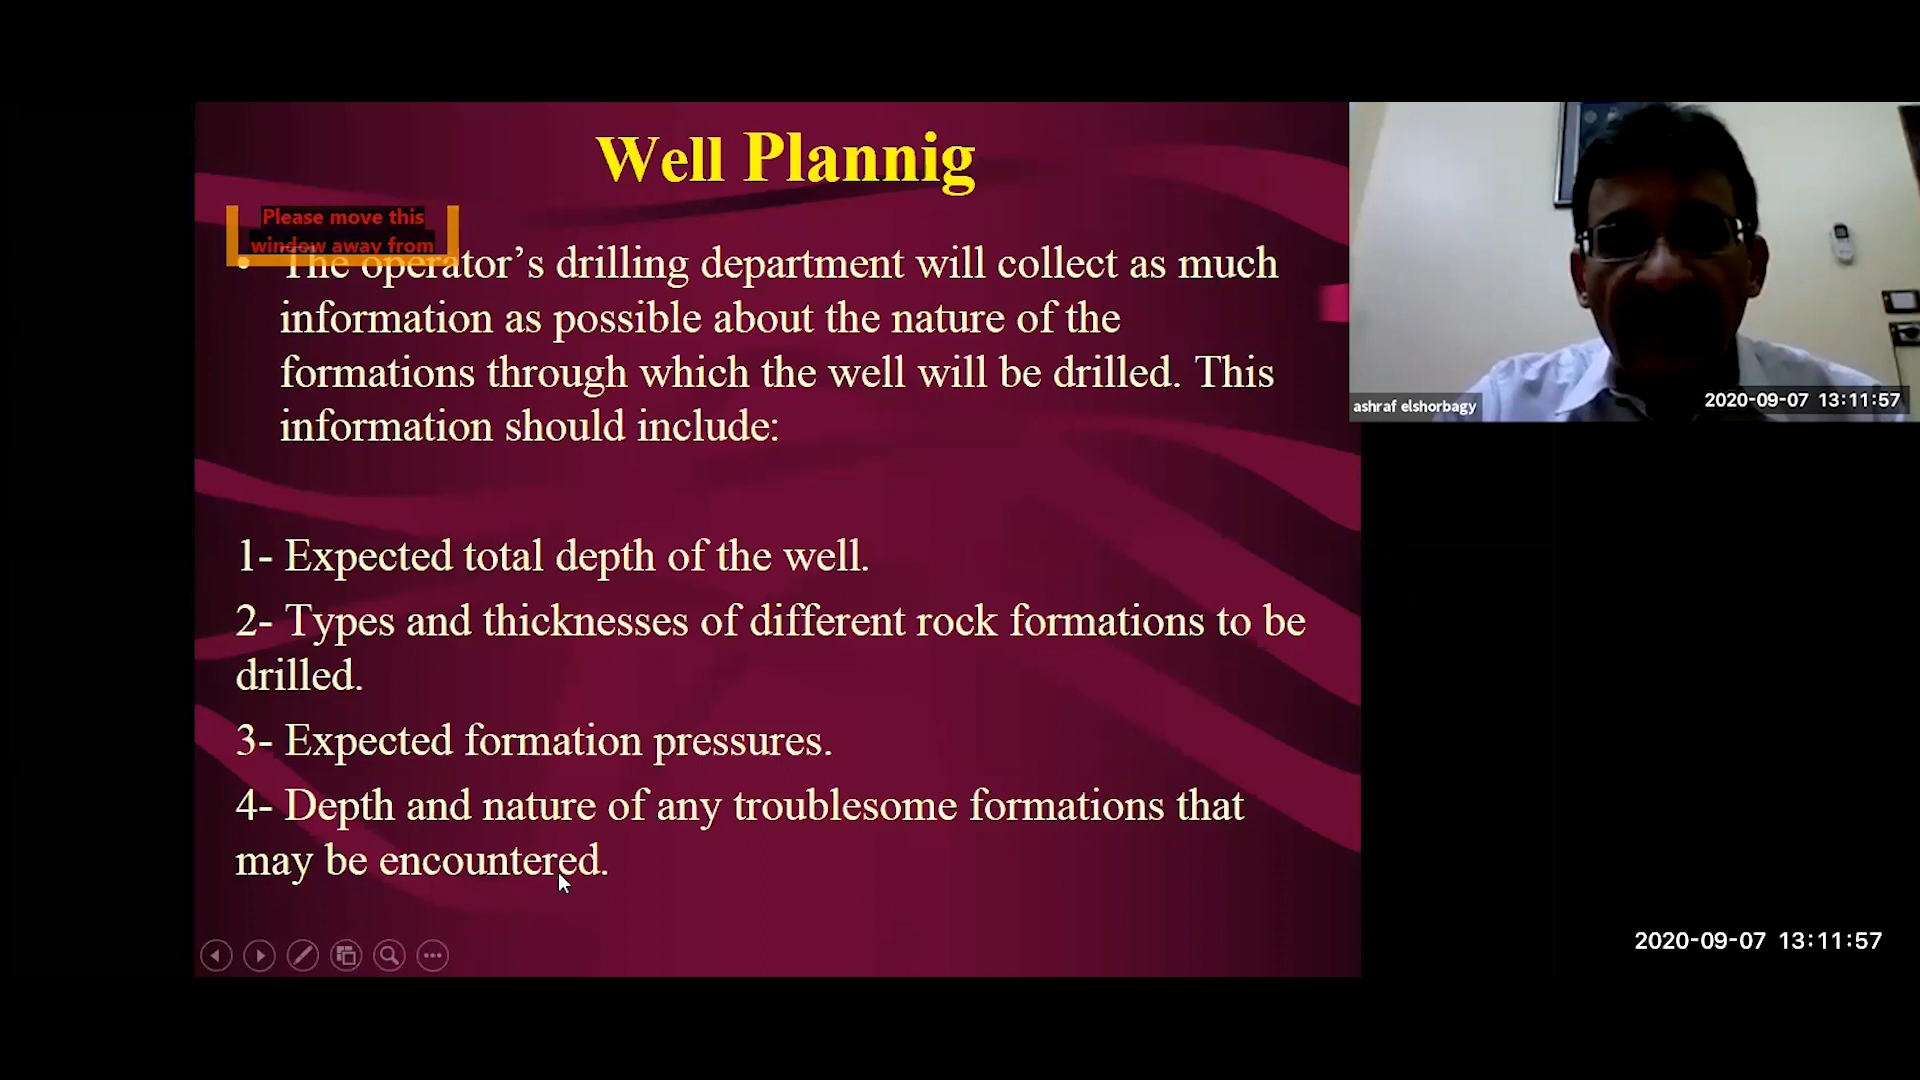 Well Plannig
Please move this
window away from
• The operator’s drilling department will collect as much
information as possible about the nature of the
formations through which the well will be drilled. This
information should include:
1- Expected total depth of the well.
2- Types and thicknesses of different rock formations to be
drilled.
3- Expected formation pressures.
4- Depth and nature of any troublesome formations that
may be encountered.
ashraf elshorbagy
2020-09-07 13:11:57
2020-09-07 13:11:57